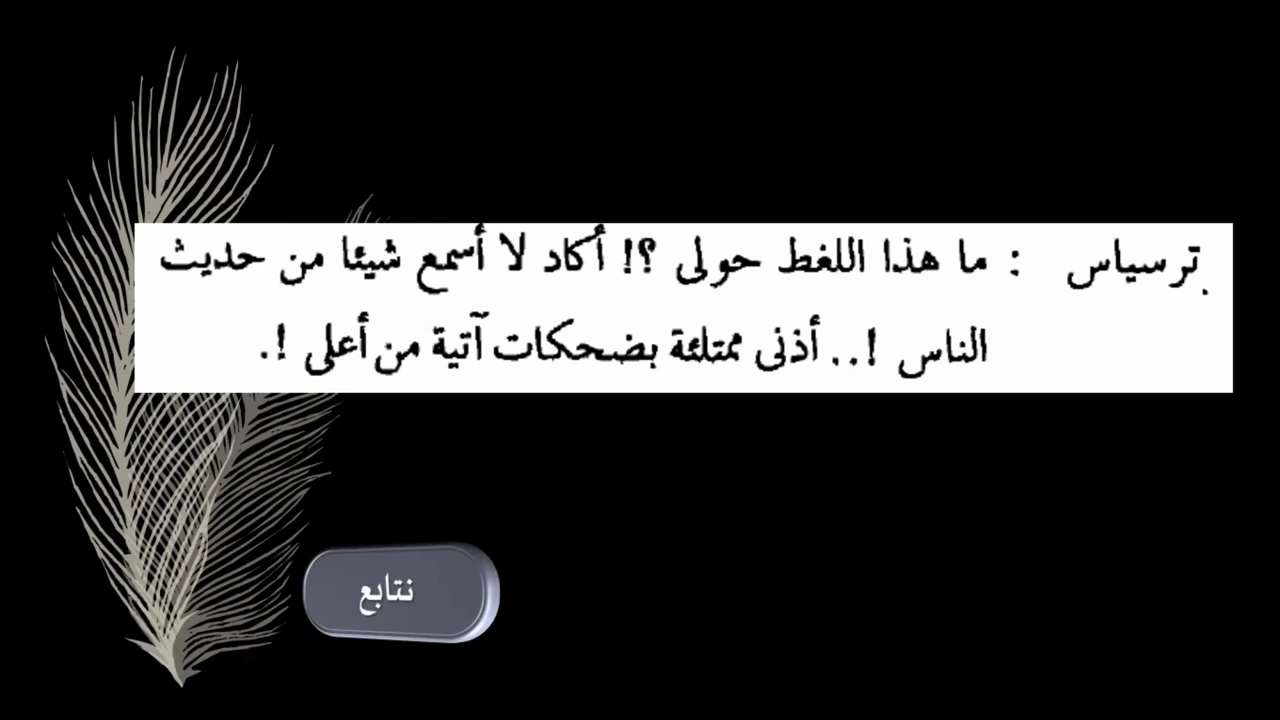 ترسياس : ما هذا اللغط حولى ؟! أكاد لا أسمع شيئا من حديث
الناس !.. أذنى ممتلئة بضحكات آتية من أعلى !.
نتابع